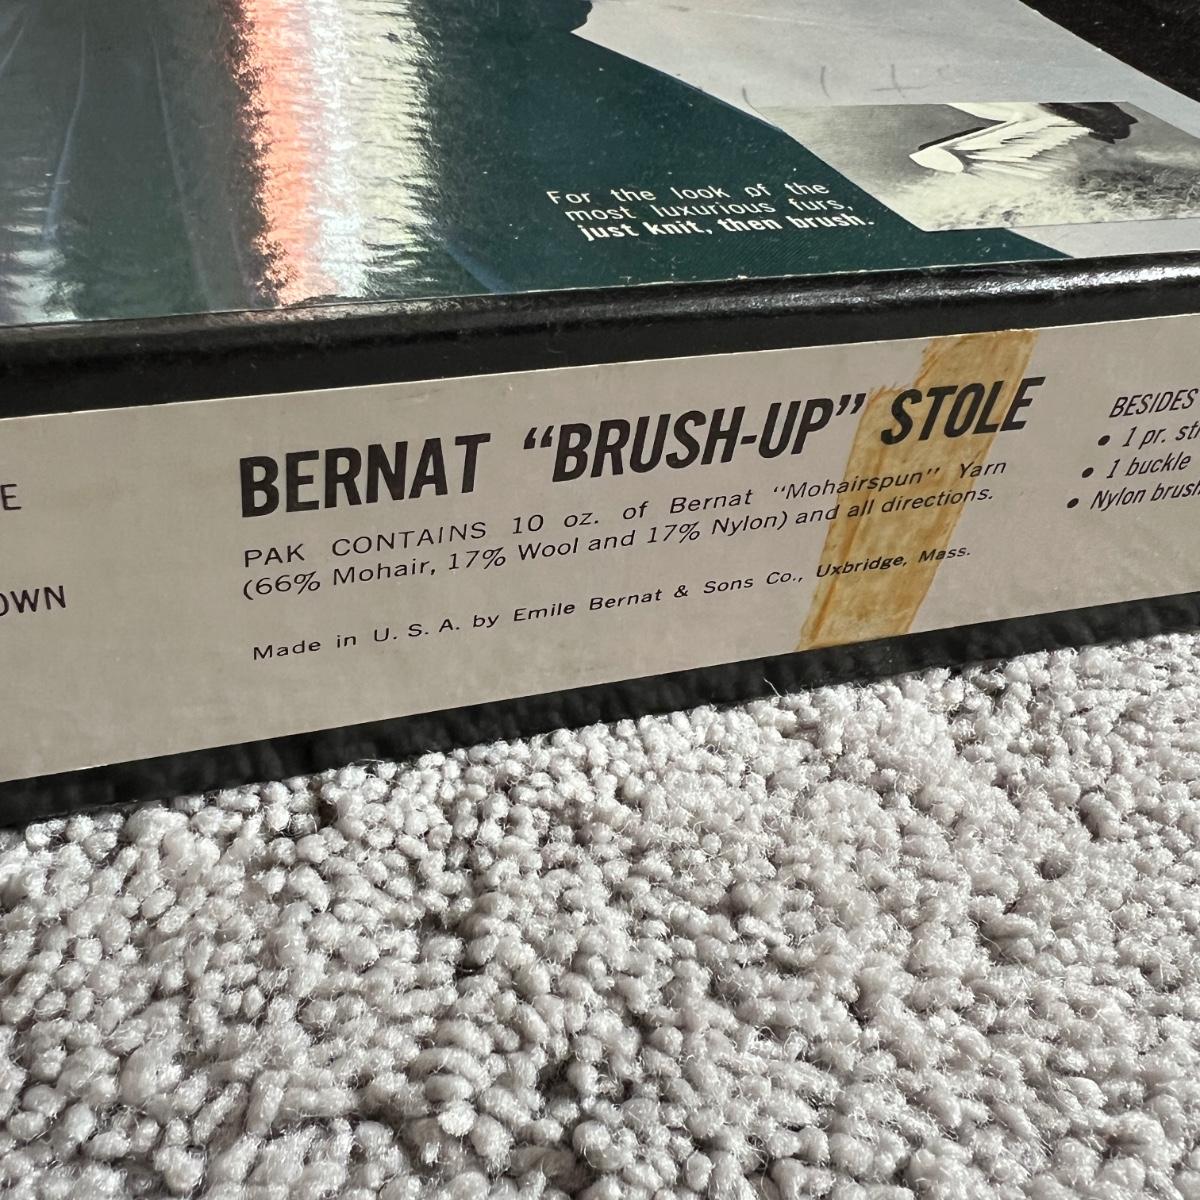 For the look of the
most luxurious furs,
just knit, then brush.
BERNAT “BRUSH-UP” STOLE
PAK CONTAINS 10 oz. of Bernat “Mohairspun” Yarn
(66% Mohair, 17% Wool and 17% Nylon) and all directions.
Made in U. S. A. by Emile Bernat & Sons Co., Uxbridge, Mass.
BESIDES
• 1 pr.
• 1 buckle
• Nylon brush